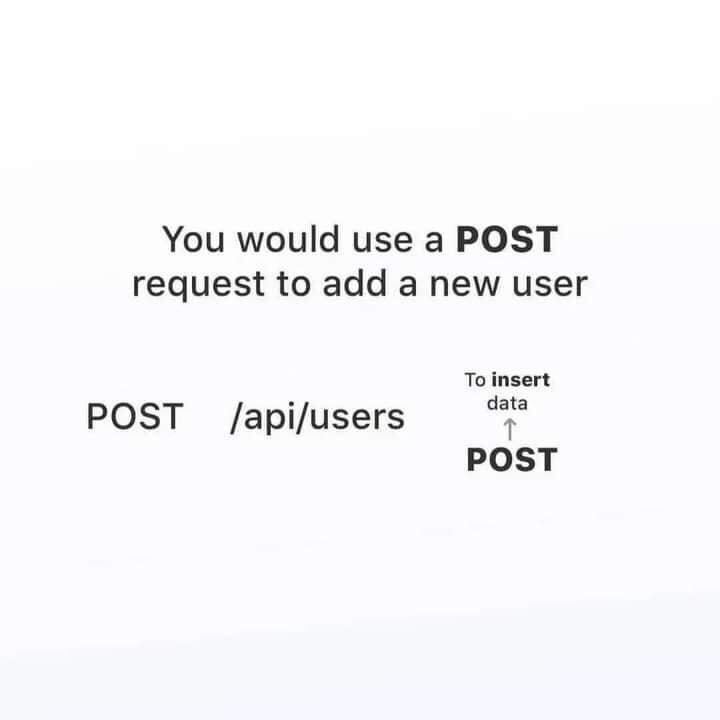 You would use a POST
request to add a new user
POST /api/users
To insert
data
↑
POST